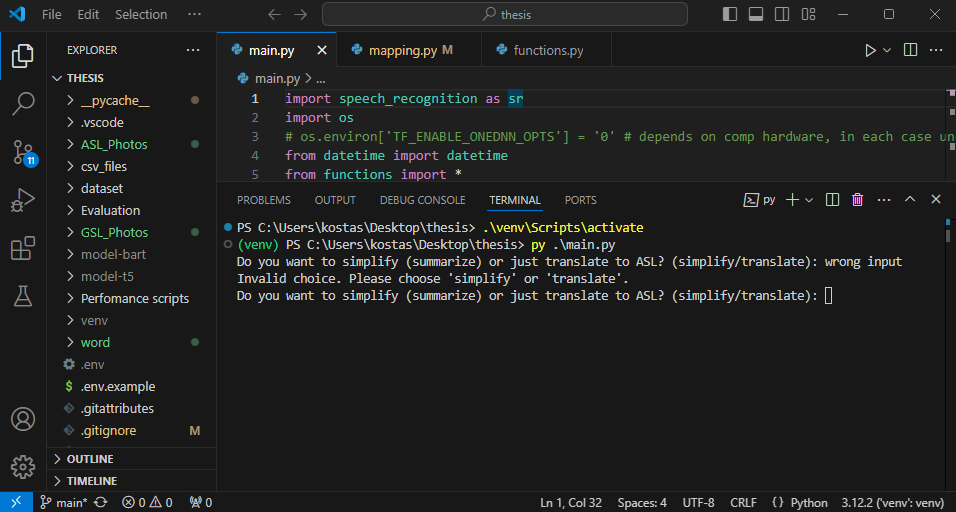 File Edit Selection ··· thesis
EXPLORER ···
THESIS
__pycache__
.vscode
ASL_Photos
csv_files
dataset
Evaluation
GSL_Photos
model-bart
model-t5
Perfomance scripts
venv
word
.env
$ .env.example
.gitattributes
.gitignore M
OUTLINE
TIMELINE
11
main.py mapping.py M functions.py
main.py > ...
1 import speech_recognition as sr
2 import os
3 # os.environ['TF_ENABLE_ONEDNN_OPTS'] = '0' # depends on comp hardware, in each case un
4 from datetime import datetime
5 from functions import *
PROBLEMS OUTPUT DEBUG CONSOLE TERMINAL PORTS py
PS C:\Users\kostas\Desktop\thesis> .\venv\Scripts\activate
(venv) PS C:\Users\kostas\Desktop\thesis> py .\main.py
Do you want to simplify (summarize) or just translate to ASL? (simplify/translate): wrong input
Invalid choice. Please choose 'simplify' or 'translate'.
Do you want to simplify (summarize) or just translate to ASL? (simplify/translate):
main* 0 0 0 Ln 1, Col 32 Spaces: 4 UTF-8 CRLF {} Python 3.12.2 ('venv': venv)